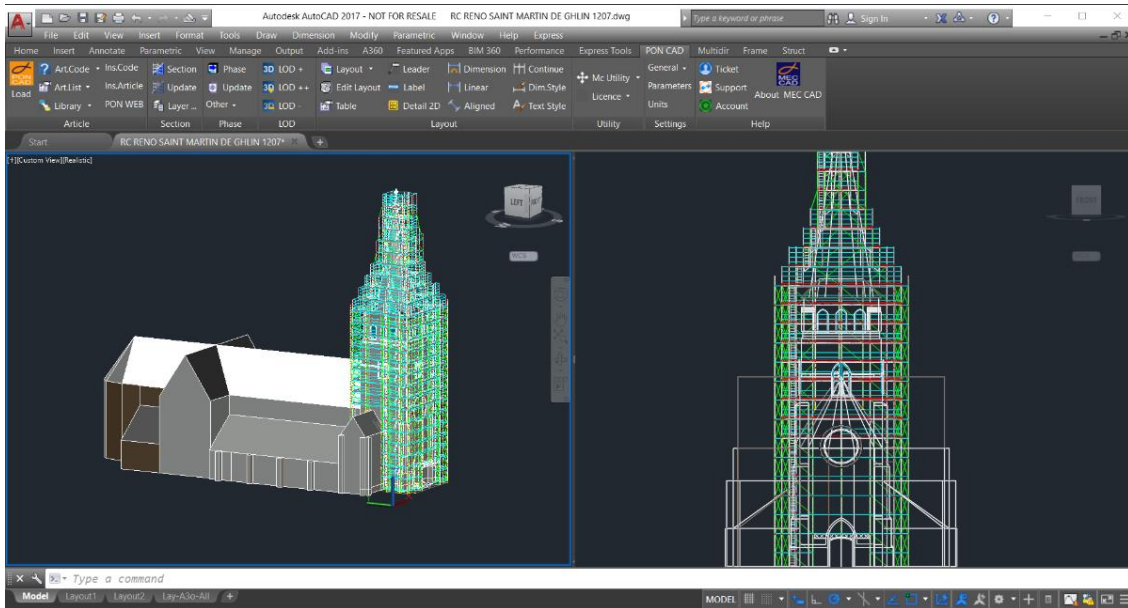 Autodesk AutoCAD 2017 - NOT FOR RESALE RC RENO SAINT MARTIN DE GHLIN 1207.dwg
Type a keyword or phrase
Sign In
File Edit View Insert Format Tools Draw Dimension Modify Parametric Window Help Express
Home Insert Annotate Parametric View Manage Output Add-ins A360 Featured Apps BIM 360 Performance Express Tools PON CAD Multidir Frame Struct
PON CAD
Load
? Art.Code Ins.Code
Art.List Ins.Article
Library PON WEB
Article
Section
Update
Layer ...
Section
Phase
Update
Other
Phase
3D LOD +
3D LOD ++
LOD -
LOD
Layout Leader Dimension Continue
Edit Layout Label Linear Dim.Style
Table Detail 2D Aligned Text Style
Layout
Mc Utility
Licence
Utility
General
Parameters
Units
Settings
Ticket
Support
Account
MEC CAD
About MEC CAD
Help
Start RC RENO SAINT MARTIN DE GHLIN 1207* +
[+][Custom View][Realistic]
LEFT
WCS
FRONT
Type a command
Model Layout1 Layout2 Lay-A3o-All +
MODEL